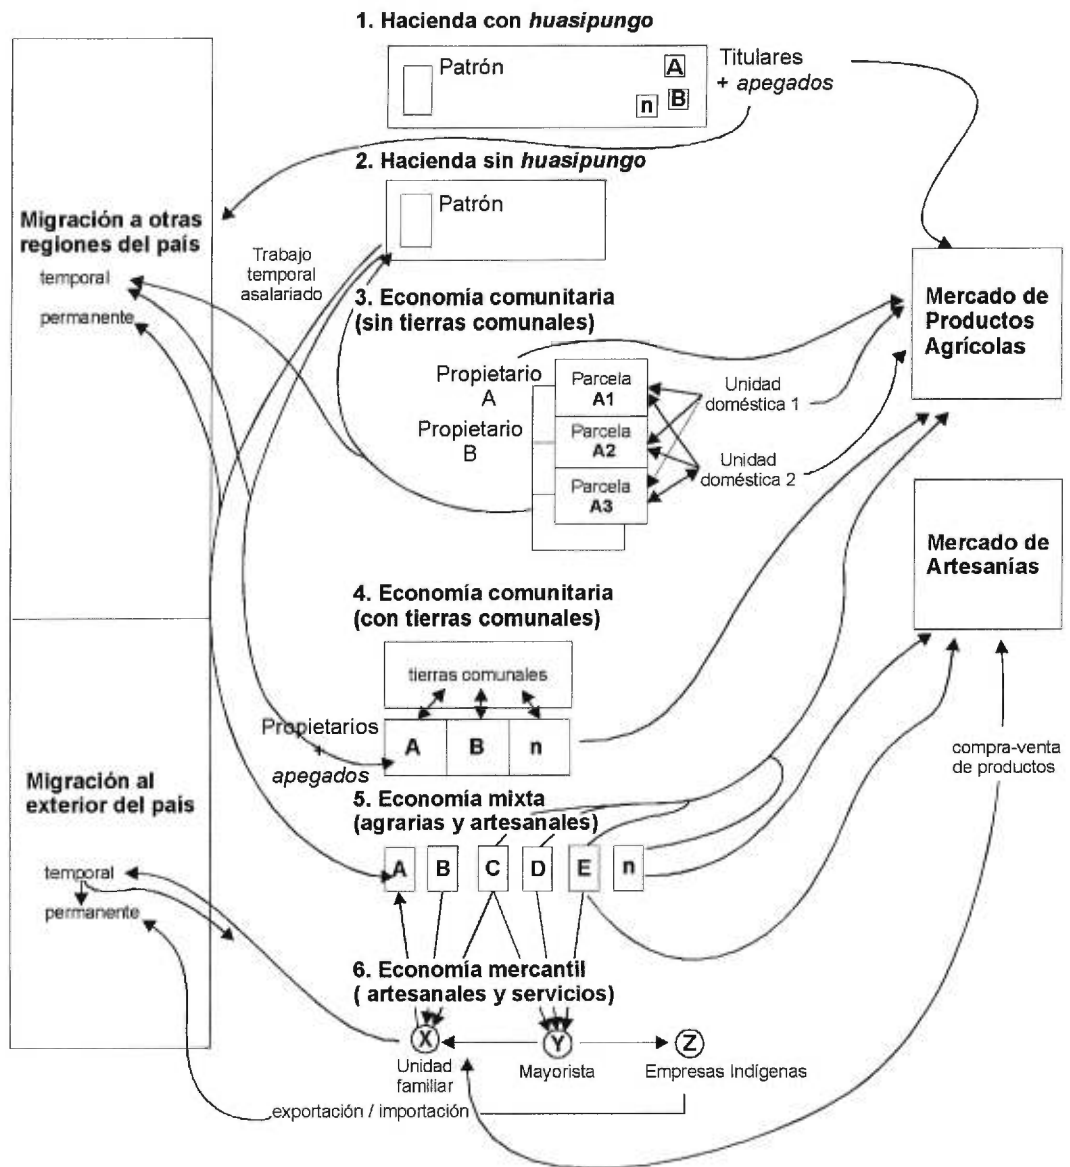 1. Hacienda con huasipungo
Patrón
A
n
B
Titulares
+ apegados
2. Hacienda sin huasipungo
Patrón
Migración a otras
regiones del país
temporal
permanente
Trabajo
temporal
asalariado
3. Economía comunitaria
(sin tierras comunales)
Propietario
A
Propietario
B
Parcela
A1
Parcela
A2
Parcela
A3
Unidad
doméstica 1
Unidad
doméstica 2
Mercado de
Productos
Agrícolas
Mercado de
Artesanías
4. Economía comunitaria
(con tierras comunales)
tierras comunales
Propietarios
+
apegados
A B n
compra-venta
de productos
Migración al
exterior del país
temporal
permanente
5. Economía mixta
(agrarias y artesanales)
A B C D E n
6. Economía mercantil
( artesanales y servicios)
X Y Z
Unidad
familiar
Mayorista
Empresas Indígenas
exportación / importación